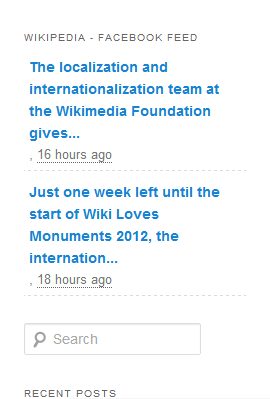 WIKIPEDIA - FACEBOOK FEED
The localization and
internationalization team at
the Wikimedia Foundation
gives...
, 16 hours ago
Just one week left until the
start of Wiki Loves
Monuments 2012, the
internation...
, 18 hours ago
Search
RECENT POSTS